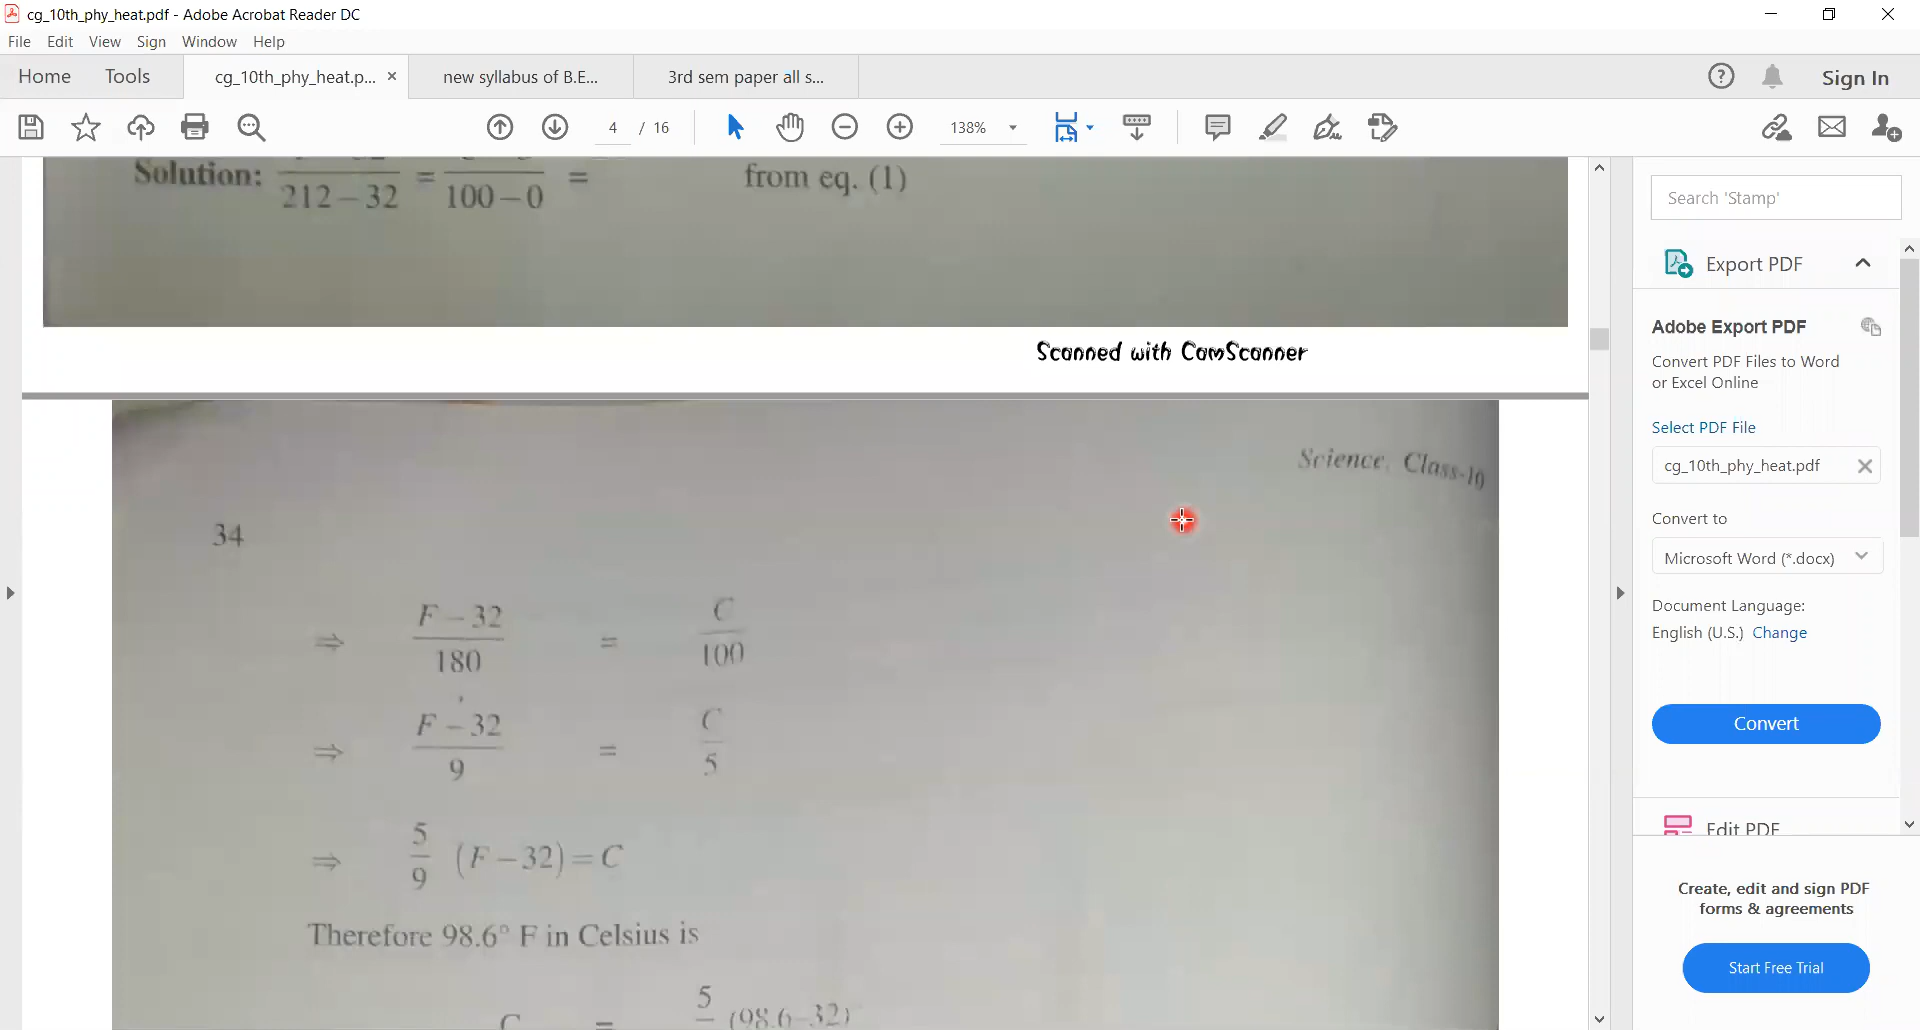 cg_10th_phy_heat.pdf - Adobe Acrobat Reader DC
File Edit View Sign Window Help
Home Tools cg_10th_phy_heat.p... × new syllabus of B.E... 3rd sem paper all s... Sign In
4 / 16 138%
Solution: 212 – 32 = 100 – 0 = from eq. (1)
Scanned with CamScanner
Science, Class-10
34
⇒ F – 32 / 180 = C / 100
⇒ F – 32 / 9 = C / 5
⇒ 5/9 (F – 32) = C
Therefore 98.6° F in Celsius is
C = 5 (98.6–32)
Search 'Stamp'
Export PDF
Adobe Export PDF
Convert PDF Files to Word
or Excel Online
Select PDF File
cg_10th_phy_heat.pdf
Convert to
Microsoft Word (*.docx)
Document Language:
English (U.S.) Change
Convert
Edit PDF
Create, edit and sign PDF
forms & agreements
Start Free Trial